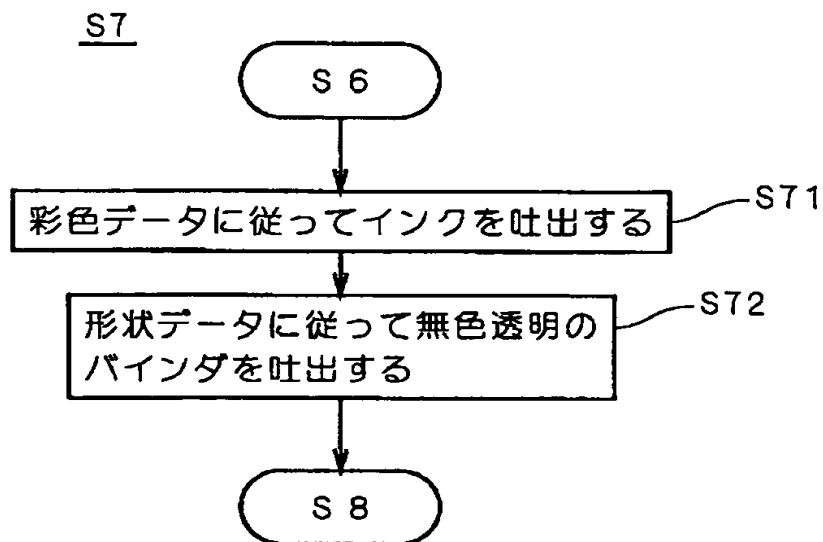 S7
S 6
彩色データに従ってインクを吐出する
S71
形状データに従って無色透明の
バインダを吐出する
S72
S 8